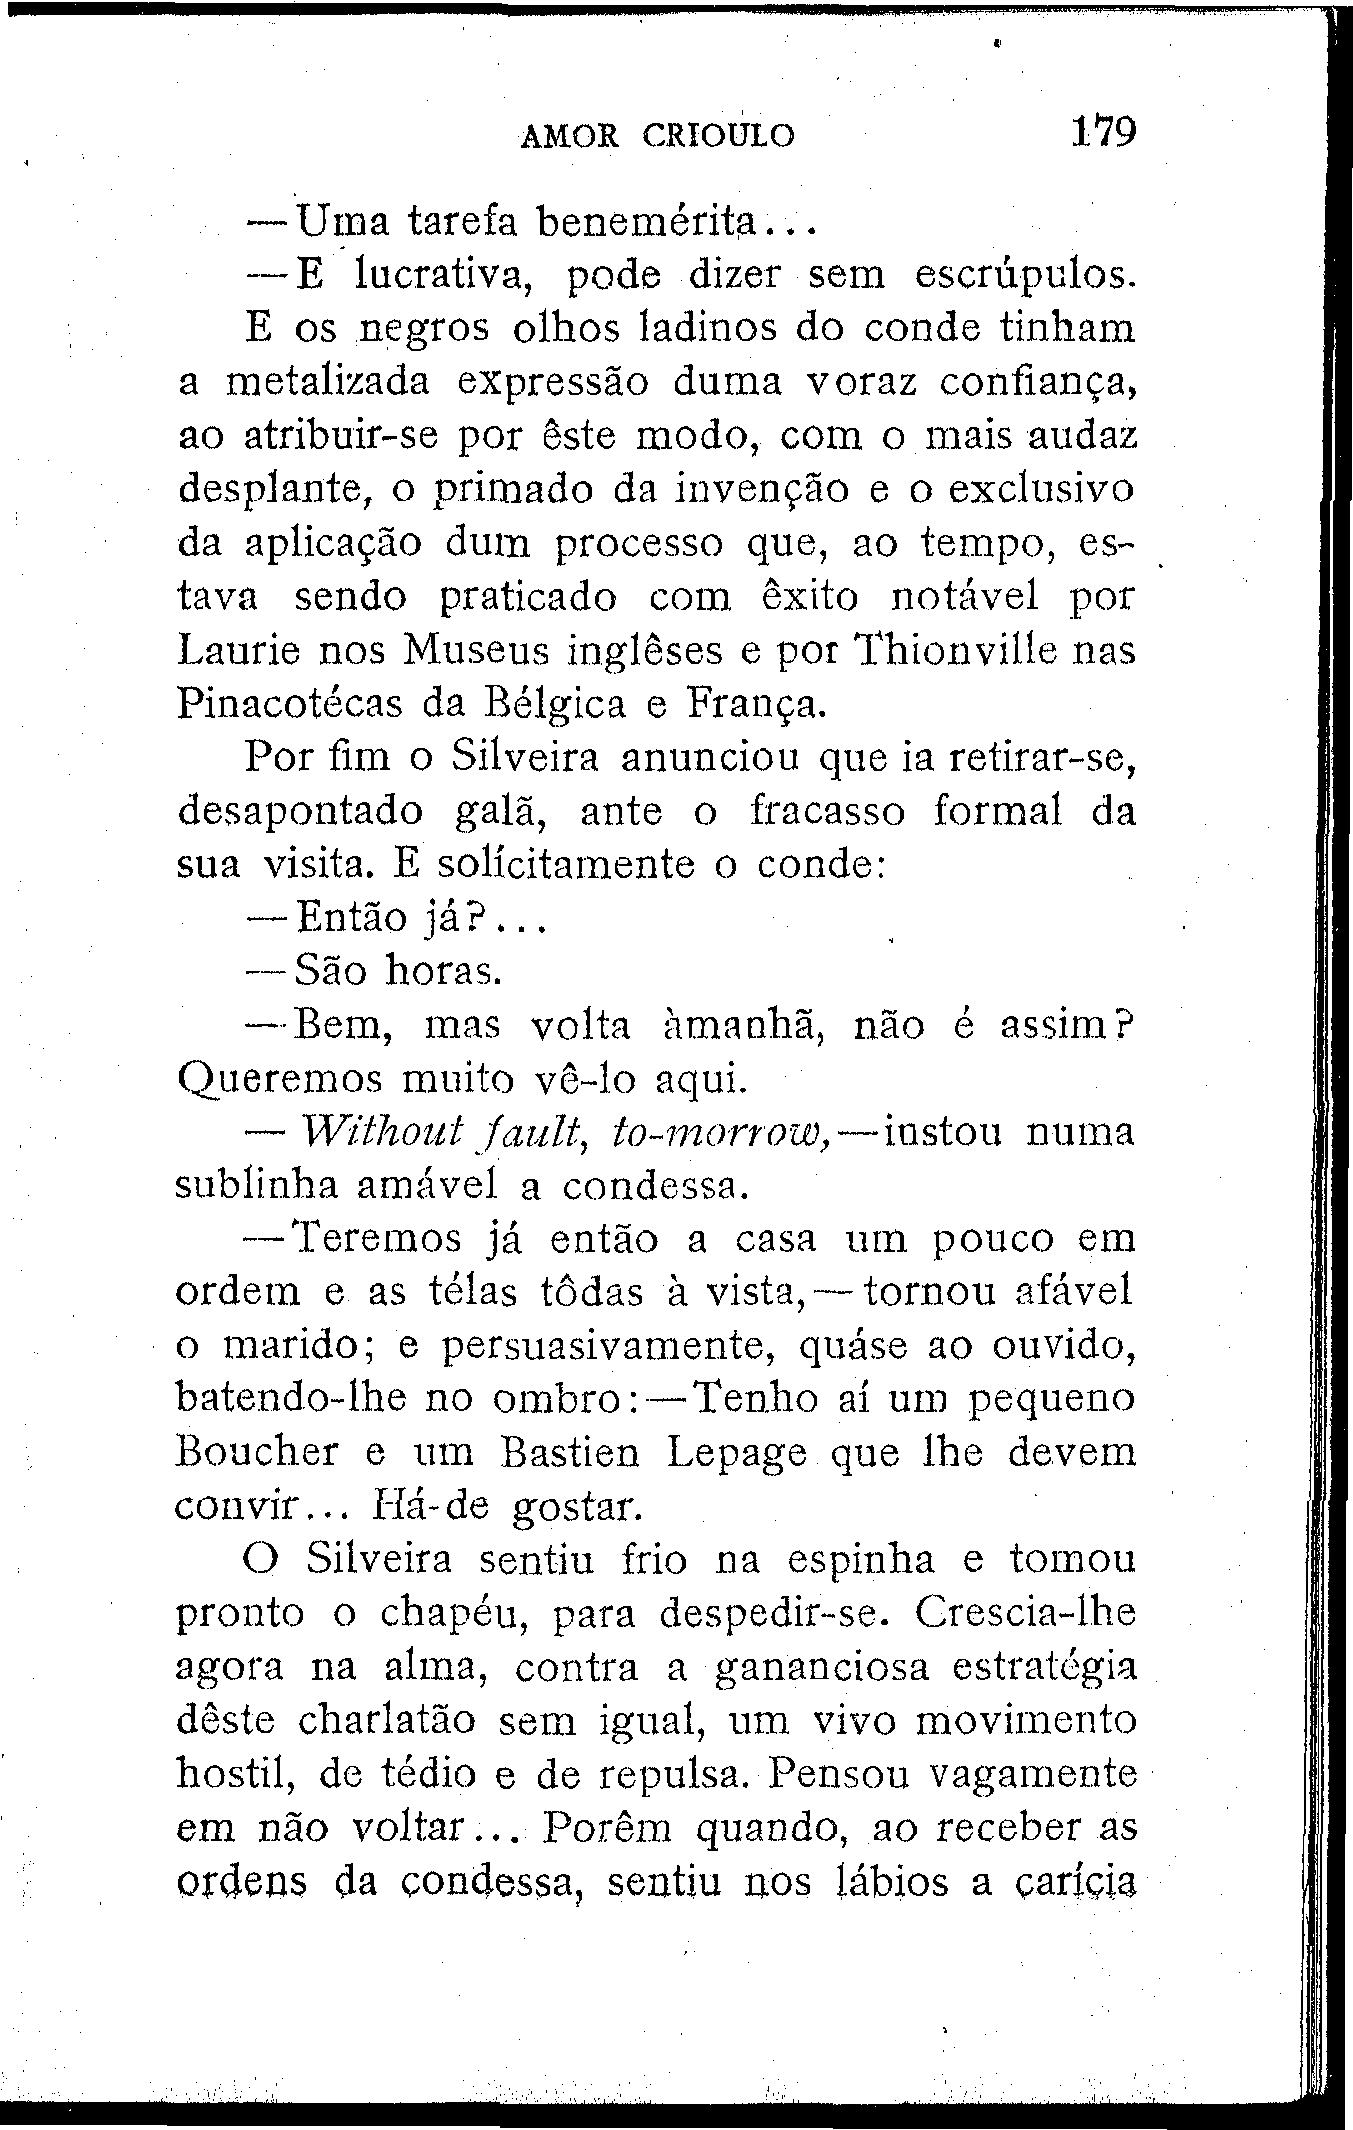 AMOR CRIOULO 179
—Uma tarefa benemérita...
—E lucrativa, pode dizer sem escrúpulos.
E os negros olhos ladinos do conde tinham
a metalizada expressão duma voraz confiança,
ao atribuir-se por êste modo, com o mais audaz
desplante, o primado da invenção e o exclusivo
da aplicação dum processo que, ao tempo, es-
tava sendo praticado com êxito notável por
Laurie nos Museus inglêses e por Thionville nas
Pinacotécas da Bélgica e França.
Por fim o Silveira anunciou que ia retirar-se,
desapontado galã, ante o fracasso formal da
sua visita. E solícitamente o conde:
—Então já?...
—São horas.
—Bem, mas volta àmanhã, não é assim?
Queremos muito vê-lo aqui.
— Without fault, to-morrow,—instou numa
sublinha amável a condessa.
—Teremos já então a casa um pouco em
ordem e as télas tôdas à vista,—tornou afável
o marido; e persuasivamente, quáse ao ouvido,
batendo-lhe no ombro:—Tenho aí um pequeno
Boucher e um Bastien Lepage que lhe devem
convir... Há-de gostar.
O Silveira sentiu frio na espinha e tomou
pronto o chapéu, para despedir-se. Crescia-lhe
agora na alma, contra a gananciosa estratégia
dêste charlatão sem igual, um vivo movimento
hostil, de tédio e de repulsa. Pensou vagamente
em não voltar... Porêm quando, ao receber as
ordens da condessa, sentiu nos lábios a carícia